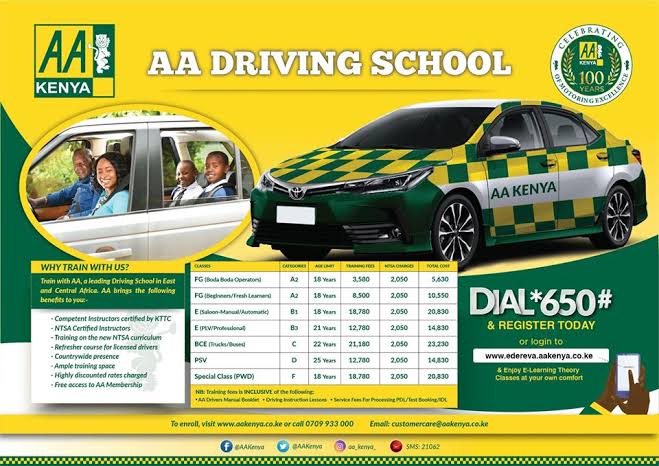 AA
KENYA
AA DRIVING SCHOOL
CELEBRATING
AA
KENYA
100
YEARS
OF MOTORING EXCELLENCE
AA KENYA
WHY TRAIN WITH US?
Train with AA, a leading Driving School in East
and Central Africa. AA brings the following
benefits to you:-
- Competent Instructors certified by KTTC
- NTSA Certified Instructors
- Training on the new NTSA curriculum
- Refresher course for licensed drivers
- Countrywide presence
- Ample training space
- Highly discounted rates charged
- Free access to AA Membership
CLASSES CATEGORIES AGE LIMIT TRAINING FEES NTSA CHARGES TOTAL COST
FG (Boda Boda Operators) A2 18 Years 3,580 2,050 5,630
FG (Beginners/Fresh Learners) A2 18 Years 8,500 2,050 10,550
E (Saloon-Manual/Automatic) B1 18 Years 18,780 2,050 20,830
E (PLV/Professional) B3 21 Years 12,780 2,050 14,830
BCE (Trucks/Buses) C 22 Years 21,180 2,050 23,230
PSV D 25 Years 12,780 2,050 14,830
Special Class (PWD) F 18 Years 18,780 2,050 20,830
NB: Training fees is INCLUSIVE of the following:
• AA Drivers Manual Booklet • Driving Instruction Lessons • Service Fees For Processing PDL/Test Booking/IDL
DIAL*650#
& REGISTER TODAY
or login to
www.edereva.aakenya.co.ke
& Enjoy E-Learning Theory
Classes at your own comfort
To enroll, visit www.aakenya.co.ke or call 0709 933 000 Email: customercare@aakenya.co.ke
@AAKenya @AAKenya aa_kenya_ SMS: 21062